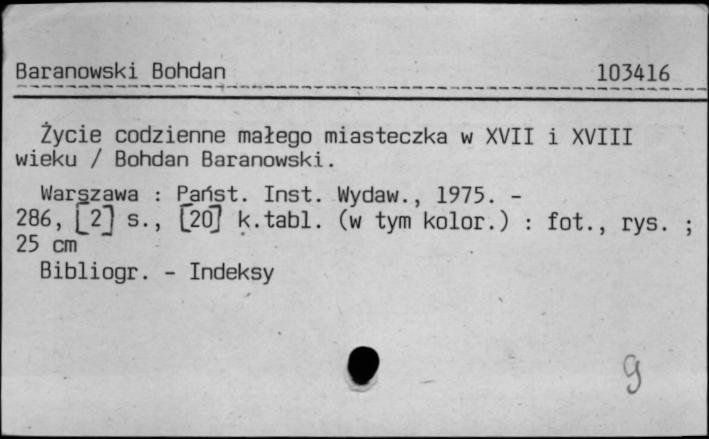 Baranowski Bohdan 103416
Życie codzienne małego miasteczka w XVII i XVIII
wieku / Bohdan Baranowski.
Warszawa : Państ. Inst. Wydaw., 1975. -
286, [2] s., [20] k.tabl. (w tym kolor.) : fot., rys. ;
25 cm
Bibliogr. - Indeksy
g